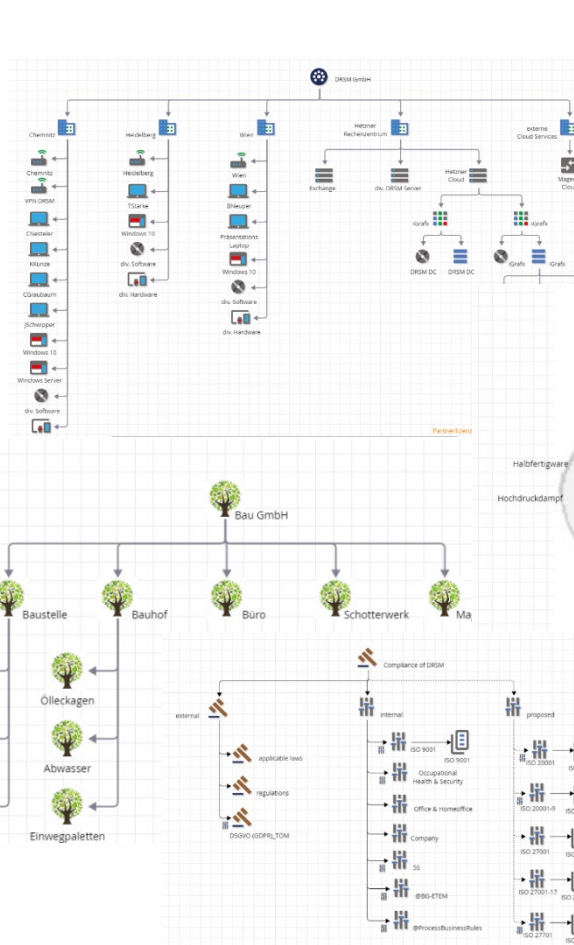 DRSM GmbH
Chemnitz
Heidelberg
Wien
Hetzner
Rechenzentrum
externe
Cloud Services
Chemnitz
VPN DRSM
KKunze
CGraubaum
JSchwipper
Windows 10
Windows Server
div. Software
Heidelberg
TStarke
Windows 10
div. Software
div. Hardware
Wien
BNeuper
Präsentations
Laptop
Windows 10
div. Software
div. Hardware
Exchange
div. DRSM Server
Hetzner
Cloud
iGrafx
iGrafx
DRSM DC
DRSM DC
iGrafx
iGrafx
Partnerlizenz
Halbfertigware
Hochdruckdampf
Bau GmbH
Baustelle
Bauhof
Büro
Schotterwerk
Ölleckagen
Abwasser
Einwegpaletten
Compliance of DRSM
external
internal
proposed
applicable laws
regulations
DSGVO (GDPR)_TOM
ISO 9001
ISO 9001
Occupational
Health & Security
Office & Homeoffice
Company
5S
@BG-ETEM
@ProcessBusinessRules
ISO 20001
ISO 20001-9
ISO 27001
ISO 27001-17
ISO 27701